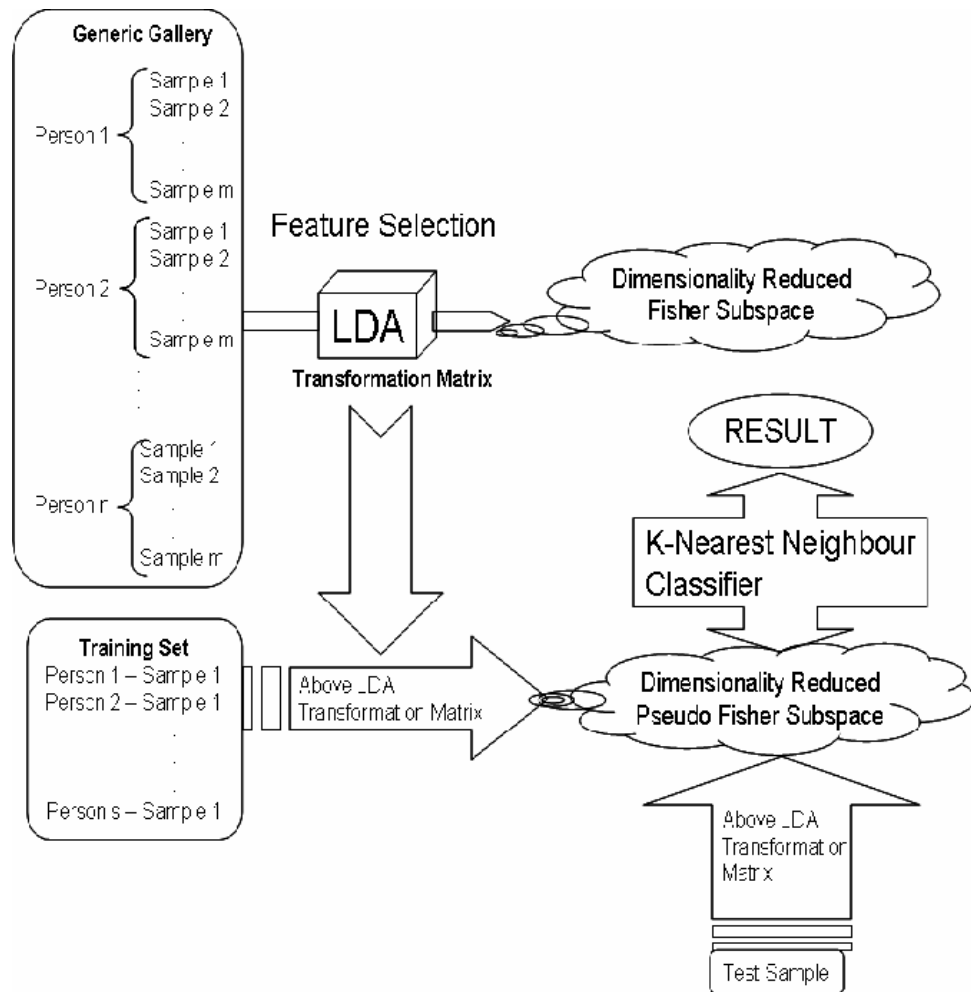 Generic Gallery
Sample 1
Sample 2
Person 1
.
.
Sample m
Sample 1
Sample 2
Person 2
.
.
Sample m
.
.
.
Sample 1
Sample 2
Person n
.
.
Sample m
Feature Selection
LDA
Transformation Matrix
Dimensionality Reduced
Fisher Subspace
RESULT
K-Nearest Neighbour
Classifier
Training Set
Person 1 – Sample 1
Person 2 – Sample 1
.
.
.
Person s – Sample 1
Above LDA
Transformation Matrix
Dimensionality Reduced
Pseudo Fisher Subspace
Above LDA
Transformation
Matrix
Test Sample